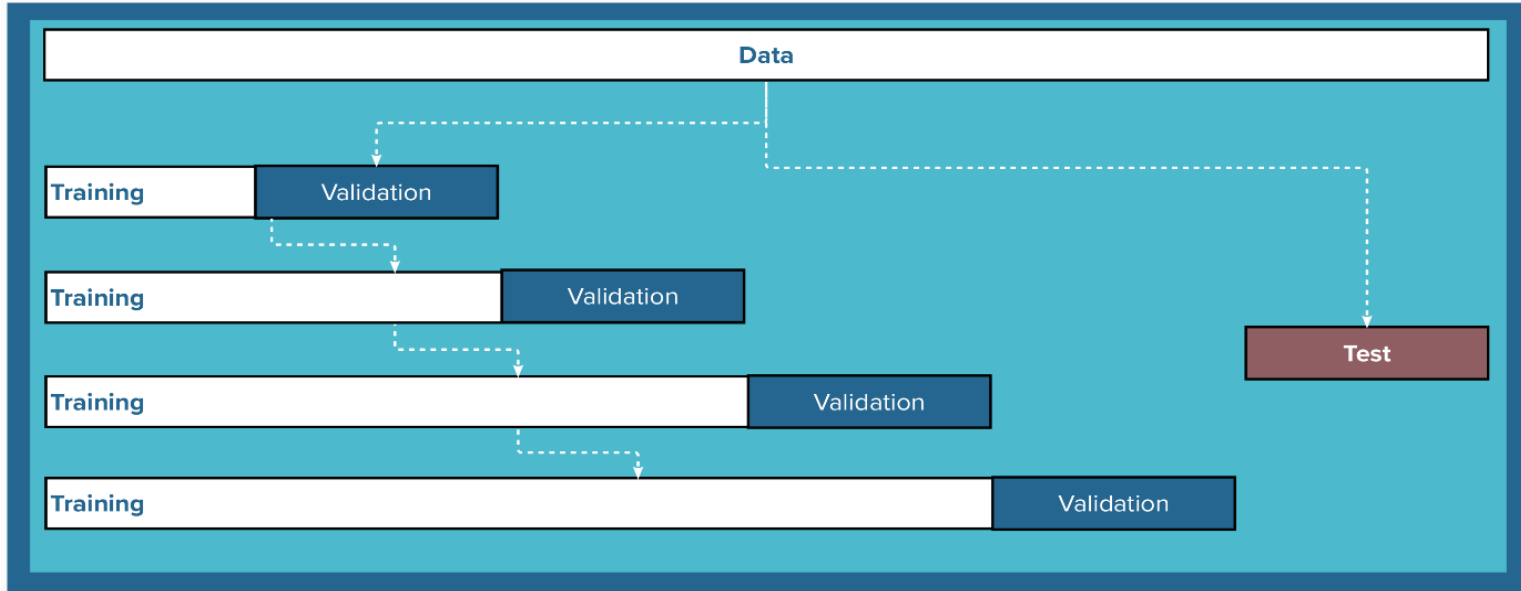 Data
Training
Validation
Training
Validation
Test
Training
Validation
Training
Validation